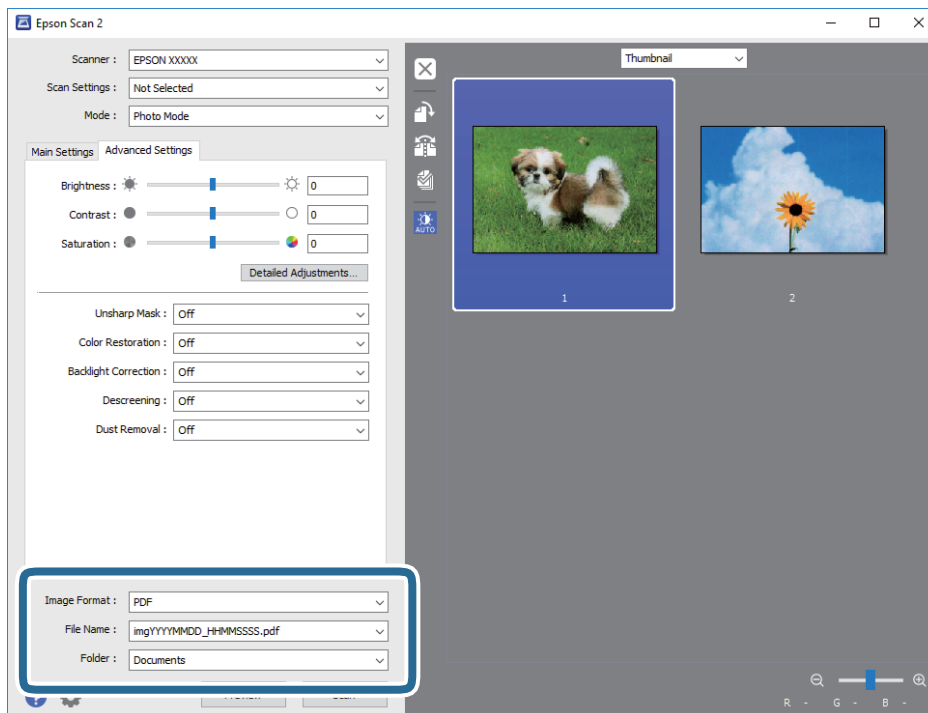 Epson Scan 2
Scanner : EPSON XXXXX
Scan Settings : Not Selected
Mode : Photo Mode
Main Settings Advanced Settings
Brightness : 0
Contrast : 0
Saturation : 0
Detailed Adjustments...
Unsharp Mask : Off
Color Restoration : Off
Backlight Correction : Off
Descreening : Off
Dust Removal : Off
Image Format : PDF
File Name : imgYYYYMMDD_HHMMSSSS.pdf
Folder : Documents
AUTO
Thumbnail
1
2
R - G - B -